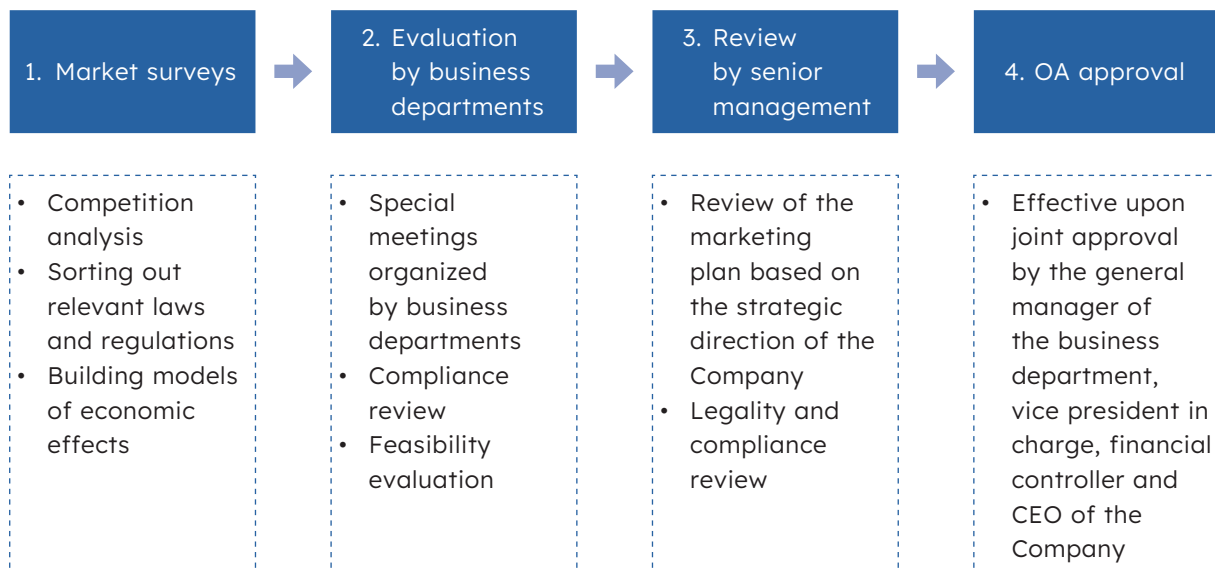 1. Market surveys
2. Evaluation
by business
departments
3. Review
by senior
management
4. OA approval
• Competition
analysis
• Sorting out
relevant laws
and regulations
• Building models
of economic
effects
• Special
meetings
organized
by business
departments
• Compliance
review
• Feasibility
evaluation
• Review of the
marketing
plan based on
the strategic
direction of the
Company
• Legality and
compliance
review
• Effective upon
joint approval
by the general
manager of
the business
department,
vice president in
charge, financial
controller and
CEO of the
Company